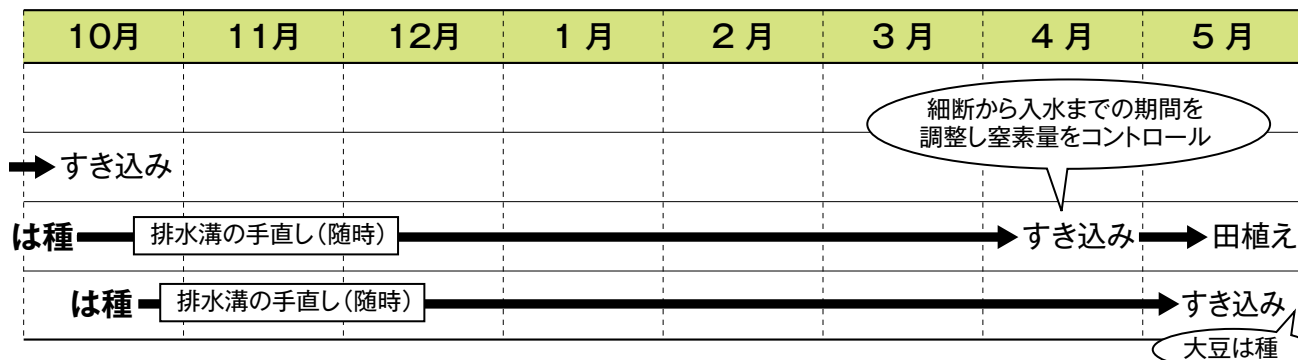 10月 11月 12月 1月 2月 3月 4月 5月
細断から入水までの期間を
調整し窒素量をコントロール
すき込み
は種 排水溝の手直し(随時) すき込み 田植え
は種 排水溝の手直し(随時) すき込み
大豆は種